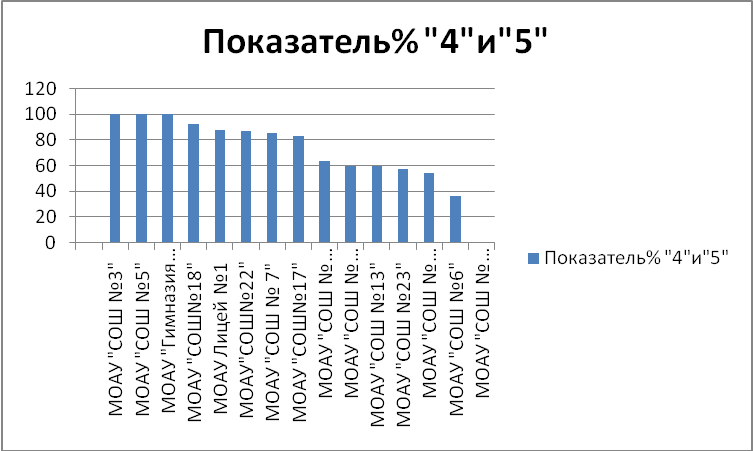 Показатель% "4"и"5"
120
100
80
60
40
20
0
МОАУ "СОШ №3"
МОАУ "СОШ №5"
МОАУ "Гимназия…
МОАУ "СОШ№18"
МОАУ Лицей №1
МОАУ "СОШ№22"
МОАУ "СОШ № 7"
МОАУ "СОШ№17"
МОАУ "СОШ № …
МОАУ "СОШ № …
МОАУ "СОШ №13"
МОАУ "СОШ №23"
МОАУ "СОШ № …
МОАУ "СОШ №6"
МОАУ "СОШ № …
Показатель% "4"и"5"